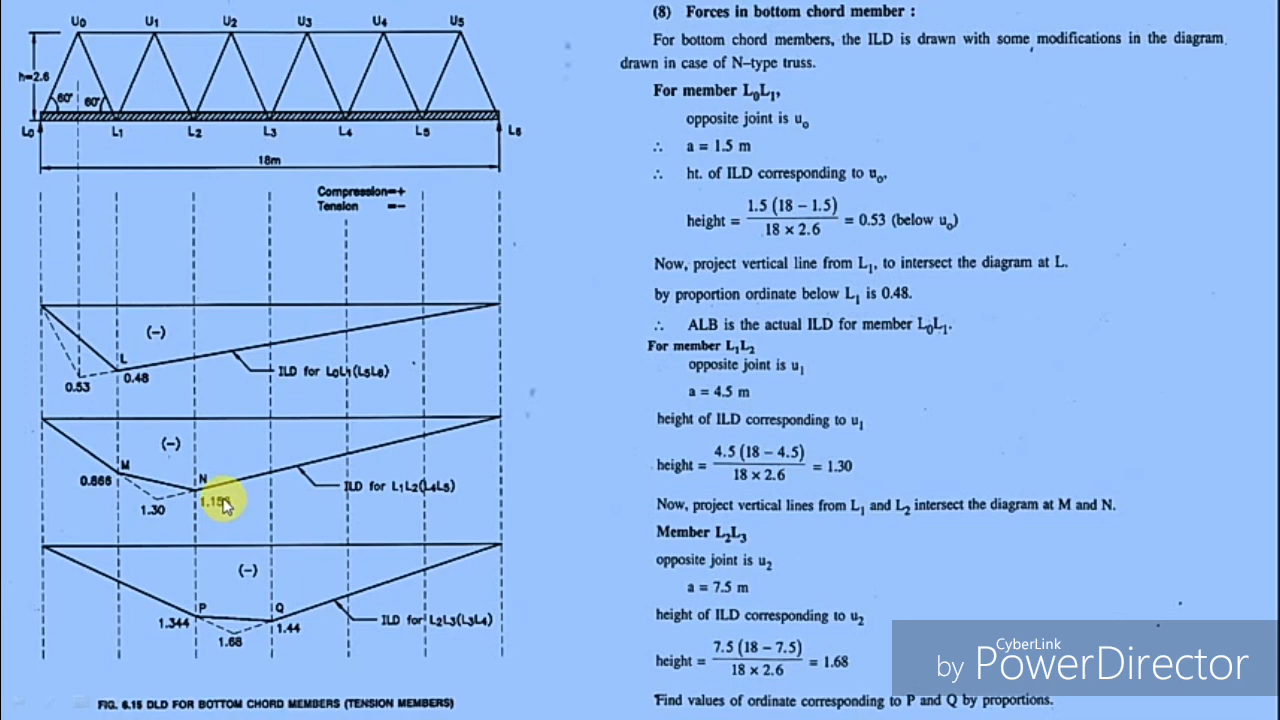 U₀ U₁ U₂ U₃ U₄ U₅
h=2.6
60° 60°
L₀ L₁ L₂ L₃ L₄ L₅ L₆
18m
Compression=+
Tension =-
(-)
L
0.53 0.48
ILD for L₀L₁(L₅L₆)
(-)
M
0.866 N
1.30
ILD for L₁L₂(L₄L₅)
(-)
P Q
1.344 1.44
1.68
ILD for L₂L₃(L₃L₄)
FIG. 6.15 DLD FOR BOTTOM CHORD MEMBERS (TENSION MEMBERS)
(8) Forces in bottom chord member :
For bottom chord members, the ILD is drawn with some modifications in the diagram
drawn in case of N-type truss.
For member L₀L₁,
opposite joint is u₀
∴ a = 1.5 m
∴ ht. of ILD corresponding to u₀,
height = 1.5 (18 – 1.5) / 18 × 2.6 = 0.53 (below u₀)
Now, project vertical line from L₁, to intersect the diagram at L.
by proportion ordinate below L₁ is 0.48.
∴ ALB is the actual ILD for member L₀L₁.
For member L₁L₂
opposite joint is u₁
a = 4.5 m
height of ILD corresponding to u₁
height = 4.5 (18 – 4.5) / 18 × 2.6 = 1.30
Now, project vertical lines from L₁ and L₂ intersect the diagram at M and N.
Member L₂L₃
opposite joint is u₂
a = 7.5 m
height of ILD corresponding to u₂
height = 7.5 (18 – 7.5) / 18 × 2.6 = 1.68
Find values of ordinate corresponding to P and Q by proportions.
CyberLink
by PowerDirector